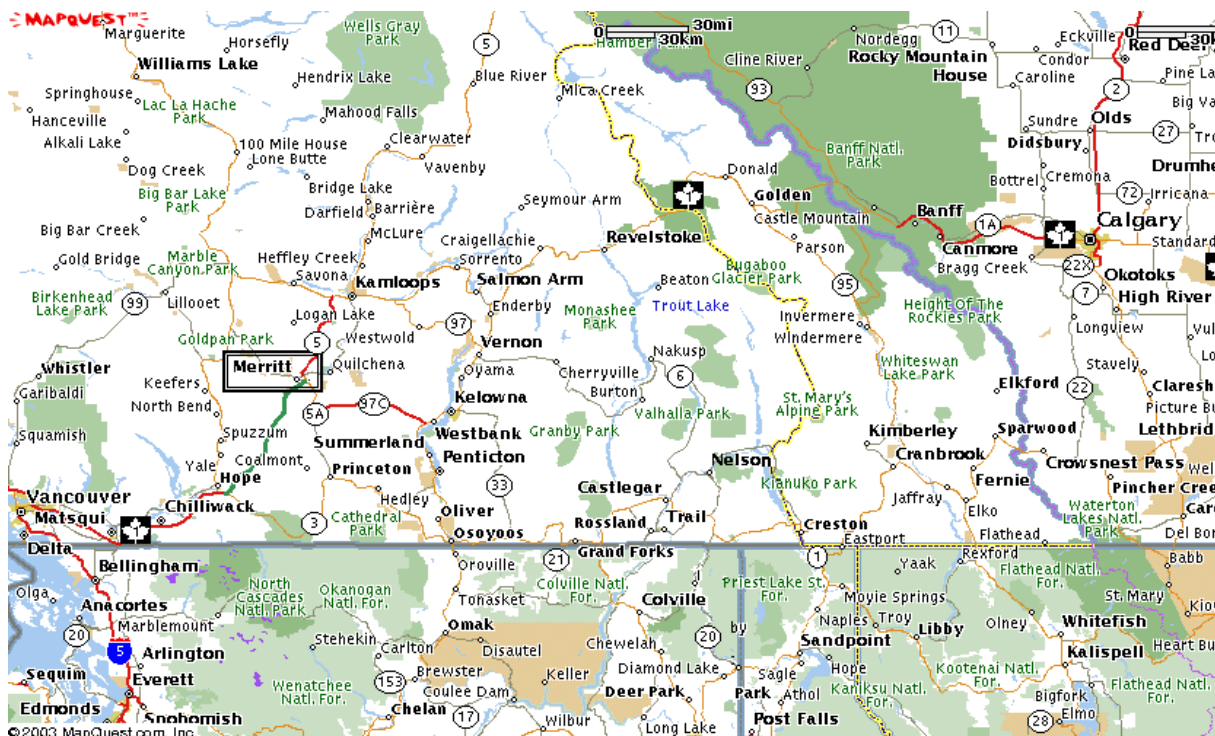 MAPQUEST™
Marguerite
Horsefly
Wells Gray
Park
5
Hamber
0 30mi
30km
Nordegg
11
Eckville
0
Williams Lake
Cline River
Rocky Mountain
House
Condor
Red Dee
Springhouse
Hendrix Lake
Blue River
93
Caroline
Pine La
Lac La Hache
Park
Mica Creek
2
Hanceville
Mahood Falls
Sundre
Olds
Big Va
Alkali Lake
100 Mile House
Clearwater
Didsbury
27
Lone Butte
Vavenby
Banff Natl.
Park
Dog Creek
Donald
Bottrel
Cremona
Drumh
Big Bar Lake
Park
Bridge Lake
1
Golden
72
Irricana
Darfield
Barrière
Seymour Arm
Castle Mountain
Banff
1A
Calgary
Big Bar Creek
McLure
Craigellachie
Revelstoke
Parson
Canmore
Standard
Marble
Canyon Park
Heffley Creek
Sorrento
Bugaboo
Glacier Park
Bragg Creek
22X
Gold Bridge
Savona
Kamloops
Salmon Arm
Beaton
95
Okotoks
Birkenhead
Lake Park
99
Lillooet
Enderby
Monashee
Park
Trout Lake
Height Of The
Rockies Park
7
High River
Logan Lake
97
Invermere
Longview
Goldpan Park
5
Westwold
Vernon
Windermere
Vul
Whistler
Merritt
Quilchena
Nakusp
Whiteswan
Lake Park
Stavely
Garibaldi
Keefers
Oyama
Cherryville
6
Elkford
22
Claresh
North Bend
5A
97C
Kelowna
Burton
Valhalla Park
St. Mary's
Alpine Park
Picture Bu
Squamish
Spuzzum
Summerland
Westbank
Granby Park
Kimberley
Sparwood
Lethbrid
Yale
Coalmont
Penticton
Nelson
Cranbrook
Crowsnest Pass
Hope
Princeton
33
Castlegar
Kianuko Park
Fernie
Pincher Cree
Vancouver
Chilliwack
Hedley
Oliver
Jaffray
Matsqui
3
Cathedral
Park
Rossland
Trail
Creston
Elko
Waterton
Lakes Natl.
Park
Card
Delta
Osoyoos
Grand Forks
Eastport
Flathead
Del Bon
Bellingham
Oroville
21
1
Rexford
Babb
Olga
North
Cascades
Natl. Park
Okanogan
Natl. For.
Colville Natl.
For.
Priest Lake St.
For.
Yaak
Flathead Natl.
For.
Anacortes
Tonasket
Colville
Moyie Springs
St. Mary
20
Marblemount
Omak
20
by
Naples
Troy
Olney
Whitefish
Kio
Stehekin
Disautel
Chewelah
Sandpoint
Libby
Heart Bu
5
Arlington
Carlton
Diamond Lake
Hope
Kalispell
Sequim
Everett
Wenatchee
Natl. For.
Brewster
Keller
Sagle
Kootenai Natl.
For.
153
Coulee Dam
Deer Park
Park
Athol
Kaniksu Natl.
For.
Bigfork
Flathead Natl.
For.
Edmonds
Snohomish
Chelan
17
Wilbur
Long Lake
Post Falls
28
Elmo
©2003 MapQuest.com, Inc.